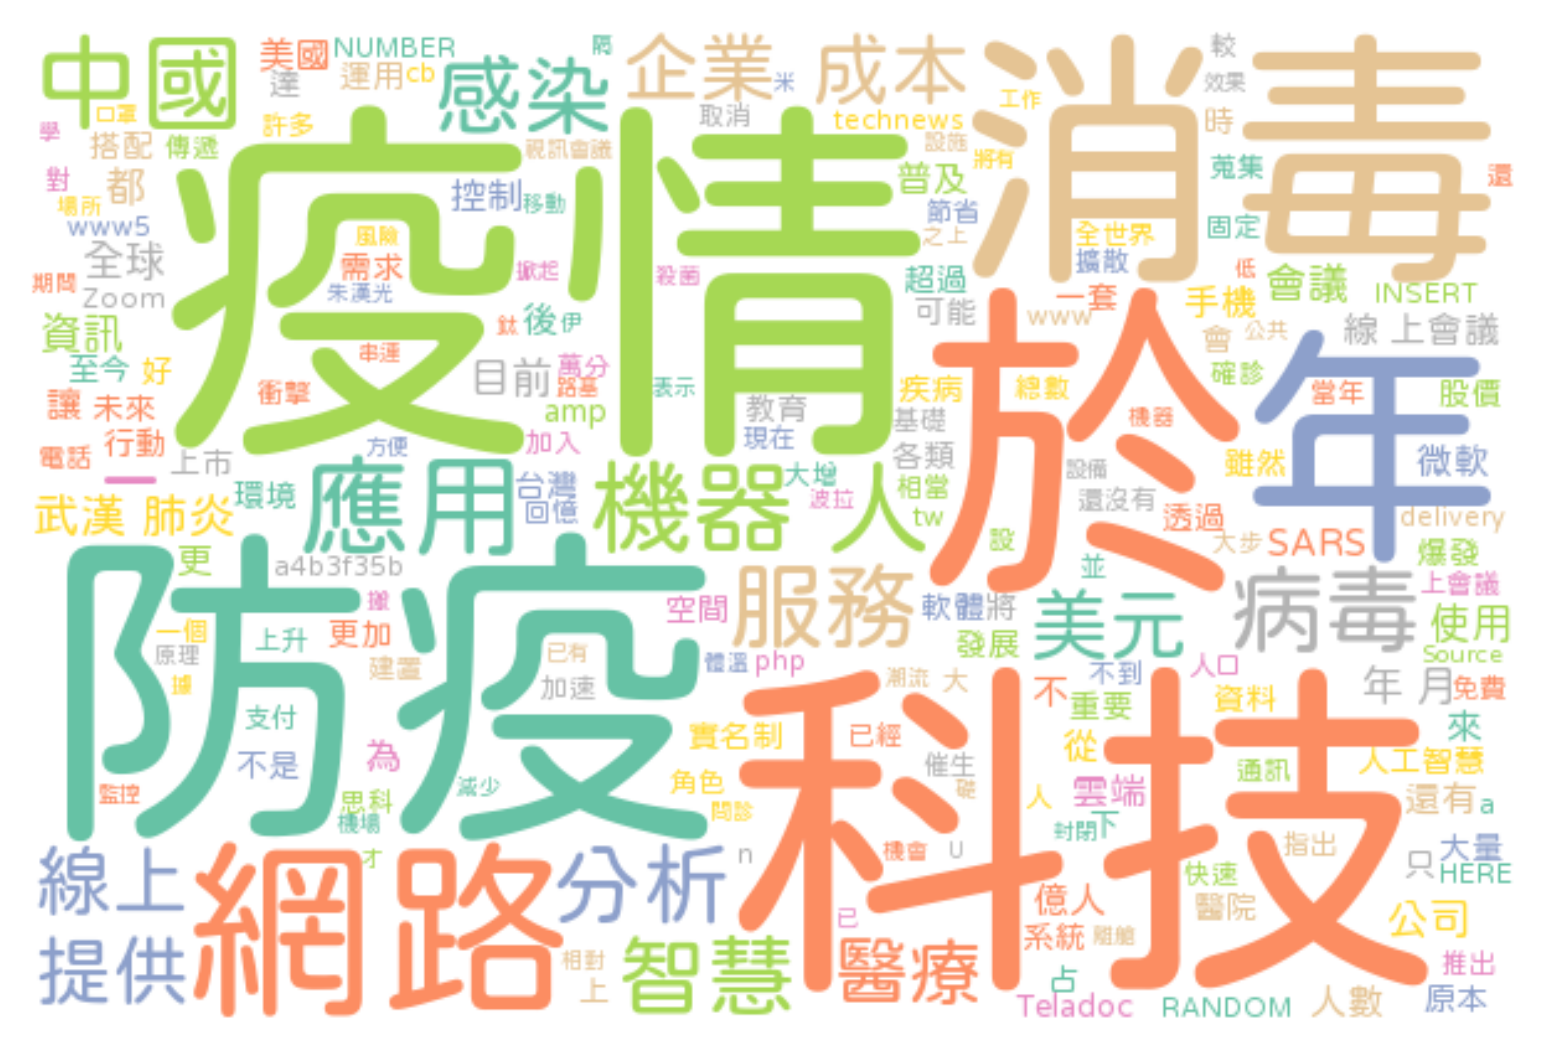 中國
美國
NUMBER
隔
企業
米
成本
較
消毒
達
運用
cb
感染
取消
工作
效果
口罩
學
許多
疫情
technews
時
搭配
傳遞
視訊會議
設施
將有
對
都
控制
移動
普及
蒐集
還
場所
www5
風險
節省
之上
全世界
固定
全球
需求
掀起
殺菌
超過
擴散
低
會議
期間
Zoom
朱漢光
可能
一套
手機
INSERT
資訊
鈦
後
伊
www
於
會
公共
線 上會議
年
至今
好
串連
目前
萬分
疾病
總數
確診
讓
未來
衝擊
路基
表示
當年
股價
amp
教育
基礎
機器
行動
方便
加入
現在
電話
上市
一
各類
雖然
微軟
環境
應用
台灣
機器人
大增
設備
武漢 肺炎
回憶
波拉
相當
還沒有
透過
delivery
tw
大步
SARS
更
設
爆發
a4b3f35b
並
防疫
搬
空間
服務
軟體
將
美元
病毒
上會議
一個
上升
更加
發展
使用
原理
建置
已有
體溫
php
不到
人口
Source
據
加速
潮流
大
不
年 月
免費
支付
科技
重要
資料
來
不是
為
實名制
已經
從
催生
通訊
人工智慧
監控
減少
角色
雲端
思科
問診
礎
人
還有
a
機場
封閉
下
線上
網路
才
分析
n
機會
U
指出
只
大量
快速
HERE
億人
醫院
已
公司
提供
智慧
醫療
系統
相對
占
推出
上
Teladoc
RANDOM
人數
原本